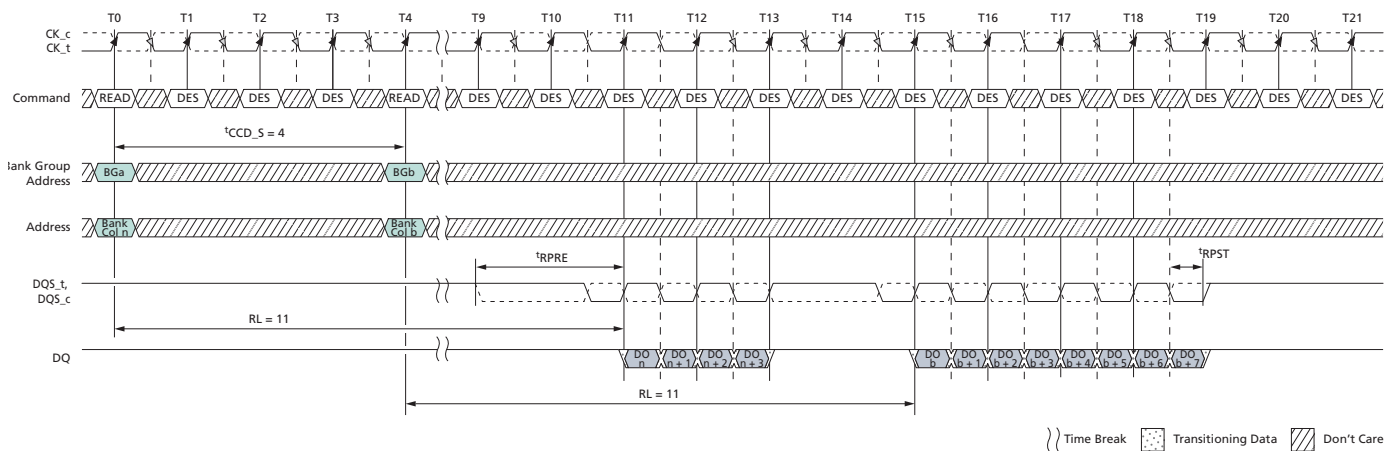 T0 T1 T2 T3 T4 T9 T10 T11 T12 T13 T14 T15 T16 T17 T18 T19 T20 T21
CK_c
CK_t
Command READ DES DES DES READ DES DES DES DES DES DES DES DES DES DES DES DES DES
tCCD_S = 4
Bank Group
Address
BGa BGb
Address
Bank
Col n
Bank
Col b
tRPRE tRPST
DQS_t,
DQS_c
RL = 11
DQ
DO
n
DO
n + 1
DO
n + 2
DO
n + 3
DO
b
DO
b + 1
DO
b + 2
DO
b + 3
DO
b + 4
DO
b + 5
DO
b + 6
DO
b + 7
RL = 11
Time Break Transitioning Data Don't Care